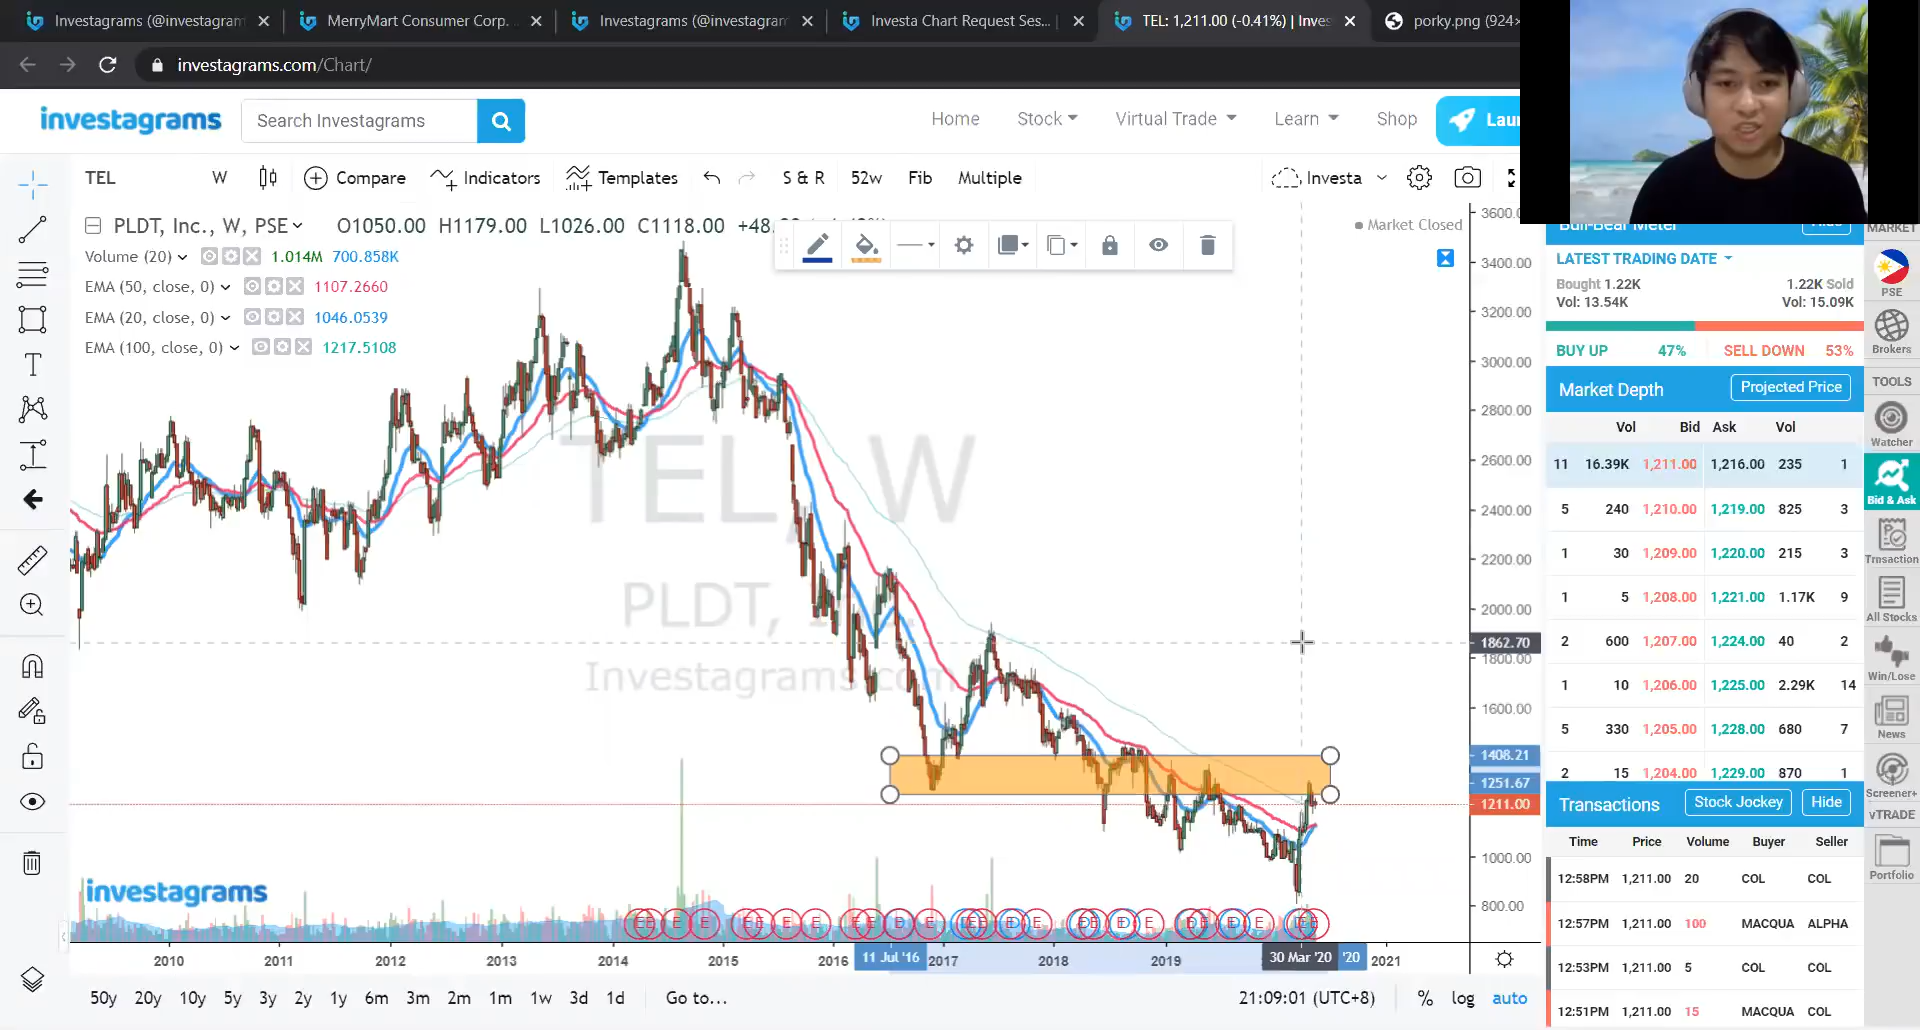 Investagrams (@investagram
MerryMart Consumer Corp.
Investagrams (@investagram
Investa Chart Request Ses...
TEL: 1,211.00 (-0.41%) | Inves
porky.png (924×
investagrams.com/Chart/
investagrams
Search Investagrams
Home
Stock
Virtual Trade
Learn
Shop
Lau
TEL
W
Compare
Indicators
Templates
S & R
52w
Fib
Multiple
Investa
PLDT, Inc., W, PSE O1050.00 H1179.00 L1026.00 C1118.00 +48.
Market Closed
Volume (20) 1.014M 700.858K
EMA (50, close, 0) 1107.2660
EMA (20, close, 0) 1046.0539
EMA (100, close, 0) 1217.5108
TEL, W
PLDT, Inc.
Investagrams.com
3600.
3400.00
3200.00
3000.00
2800.00
2600.00
2400.00
2200.00
2000.00
1862.70
1800.00
1600.00
1408.21
1251.67
1211.00
1000.00
800.00
investagrams
2010
2011
2012
2013
2014
2015
2016
11 Jul '16
2017
2018
2019
30 Mar '20
'20
2021
50y 20y 10y 5y 3y 2y 1y 6m 3m 2m 1m 1w 3d 1d Go to...
21:09:01 (UTC+8) % log auto
Bull-Bear Meter
Hide
LATEST TRADING DATE
Bought 1.22K 1.22K Sold
Vol: 13.54K Vol: 15.09K
BUY UP 47% SELL DOWN 53%
Market Depth Projected Price
Vol Bid Ask Vol
11 16.39K 1,211.00 1,216.00 235 1
5 240 1,210.00 1,219.00 825 3
1 30 1,209.00 1,220.00 215 3
1 5 1,208.00 1,221.00 1.17K 9
2 600 1,207.00 1,224.00 40 2
1 10 1,206.00 1,225.00 2.29K 14
5 330 1,205.00 1,228.00 680 7
2 15 1,204.00 1,229.00 870 1
Transactions Stock Jockey Hide
Time Price Volume Buyer Seller
12:58PM 1,211.00 20 COL COL
12:57PM 1,211.00 100 MACQUA ALPHA
12:53PM 1,211.00 5 COL COL
12:51PM 1,211.00 15 MACQUA COL
MARKET
PSE
Brokers
TOOLS
Watcher
Bid & Ask
Trnsaction
All Stocks
Win/Lose
News
Screener+
vTRADE
Portfolio